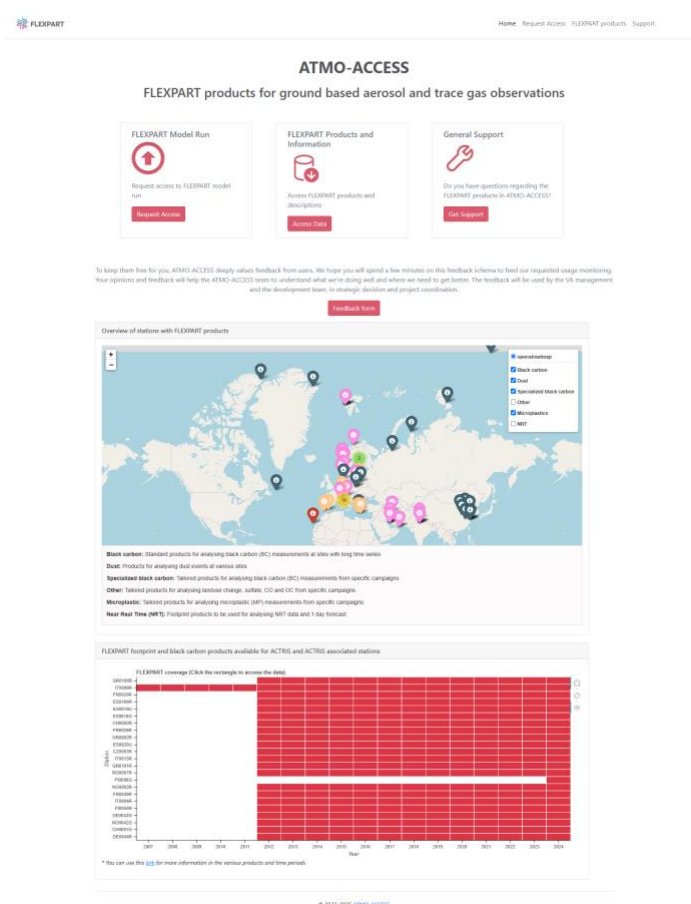 FLEXPART
Home Request Access FLEXPART products Support
ATMO-ACCESS
FLEXPART products for ground based aerosol and trace gas observations
FLEXPART Model Run
Request access to FLEXPART model
run
Request Access
FLEXPART Products and
Information
Access FLEXPART products and
descriptions
Access Data
General Support
Do you have questions regarding the
FLEXPART products in ATMO-ACCESS?
Get Support
To keep them free for you, ATMO-ACCESS deeply values feedback from users. We hope you will spend a few minutes on this feedback schema to feed our requested usage monitoring.
Your opinions and feedback will help the ATMO-ACCESS team to understand what we're doing well and where we need to get better. The feedback will be used by the VA management
and the development team, in strategic decision and project coordination.
Feedback form
Overview of stations with FLEXPART products
+
−
openstreetmap
Black carbon
Dust
Specialized black carbon
Other
Microplastics
NRT
Black carbon: Standard products for analysing black carbon (BC) measurements at sites with long time series
Dust: Products for analysing dust events at various sites
Specialized black carbon: Tailored products for analysing black carbon (BC) measurements from specific campaigns
Other: Tailored products for analysing landuse change, sulfate, CO and OC from specific campaigns
Microplastic: Tailored products for analysing microplastic (MP) measurements from specific campaigns
Near Real Time (NRT): Footprint products to be used for analysing NRT data and 1 day forecast
FLEXPART footprint and black carbon products available for ACTRIS and ACTRIS associated stations
FLEXPART coverage (Click the rectangle to access the data)
Station
2007 2008 2009 2010 2011 2012 2013 2014 2015 2016 2017 2018 2019 2020 2021 2022 2023 2024
Year
* You can use this link for more information in the various products and time periods
ATMO-ACCESS